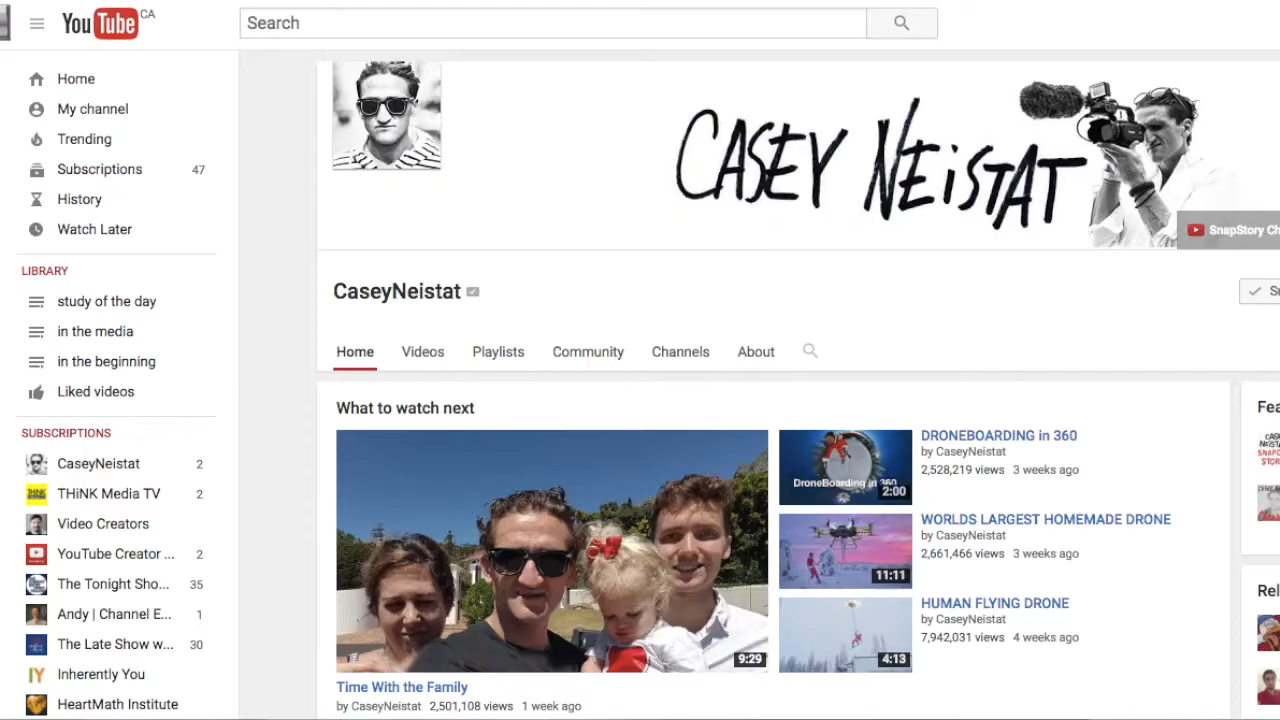 YouTube CA
Search
Home
My channel
Trending
Subscriptions 47
History
Watch Later
LIBRARY
study of the day
in the media
in the beginning
Liked videos
SUBSCRIPTIONS
CaseyNeistat 2
THiNK Media TV 2
Video Creators
YouTube Creator ... 2
The Tonight Sho... 35
Andy | Channel E... 1
The Late Show w... 30
Inherently You
HeartMath Institute
CASEY NEISTAT
SnapStory Ch
CaseyNeistat
Su
Home Videos Playlists Community Channels About
What to watch next
9:29
Time With the Family
by CaseyNeistat 2,501,108 views 1 week ago
DroneBoarding in 360
2:00
DRONEBOARDING in 360
by CaseyNeistat
2,528,219 views 3 weeks ago
11:11
WORLDS LARGEST HOMEMADE DRONE
by CaseyNeistat
2,661,466 views 3 weeks ago
4:13
HUMAN FLYING DRONE
by CaseyNeistat
7,942,031 views 4 weeks ago
Fea
Rel